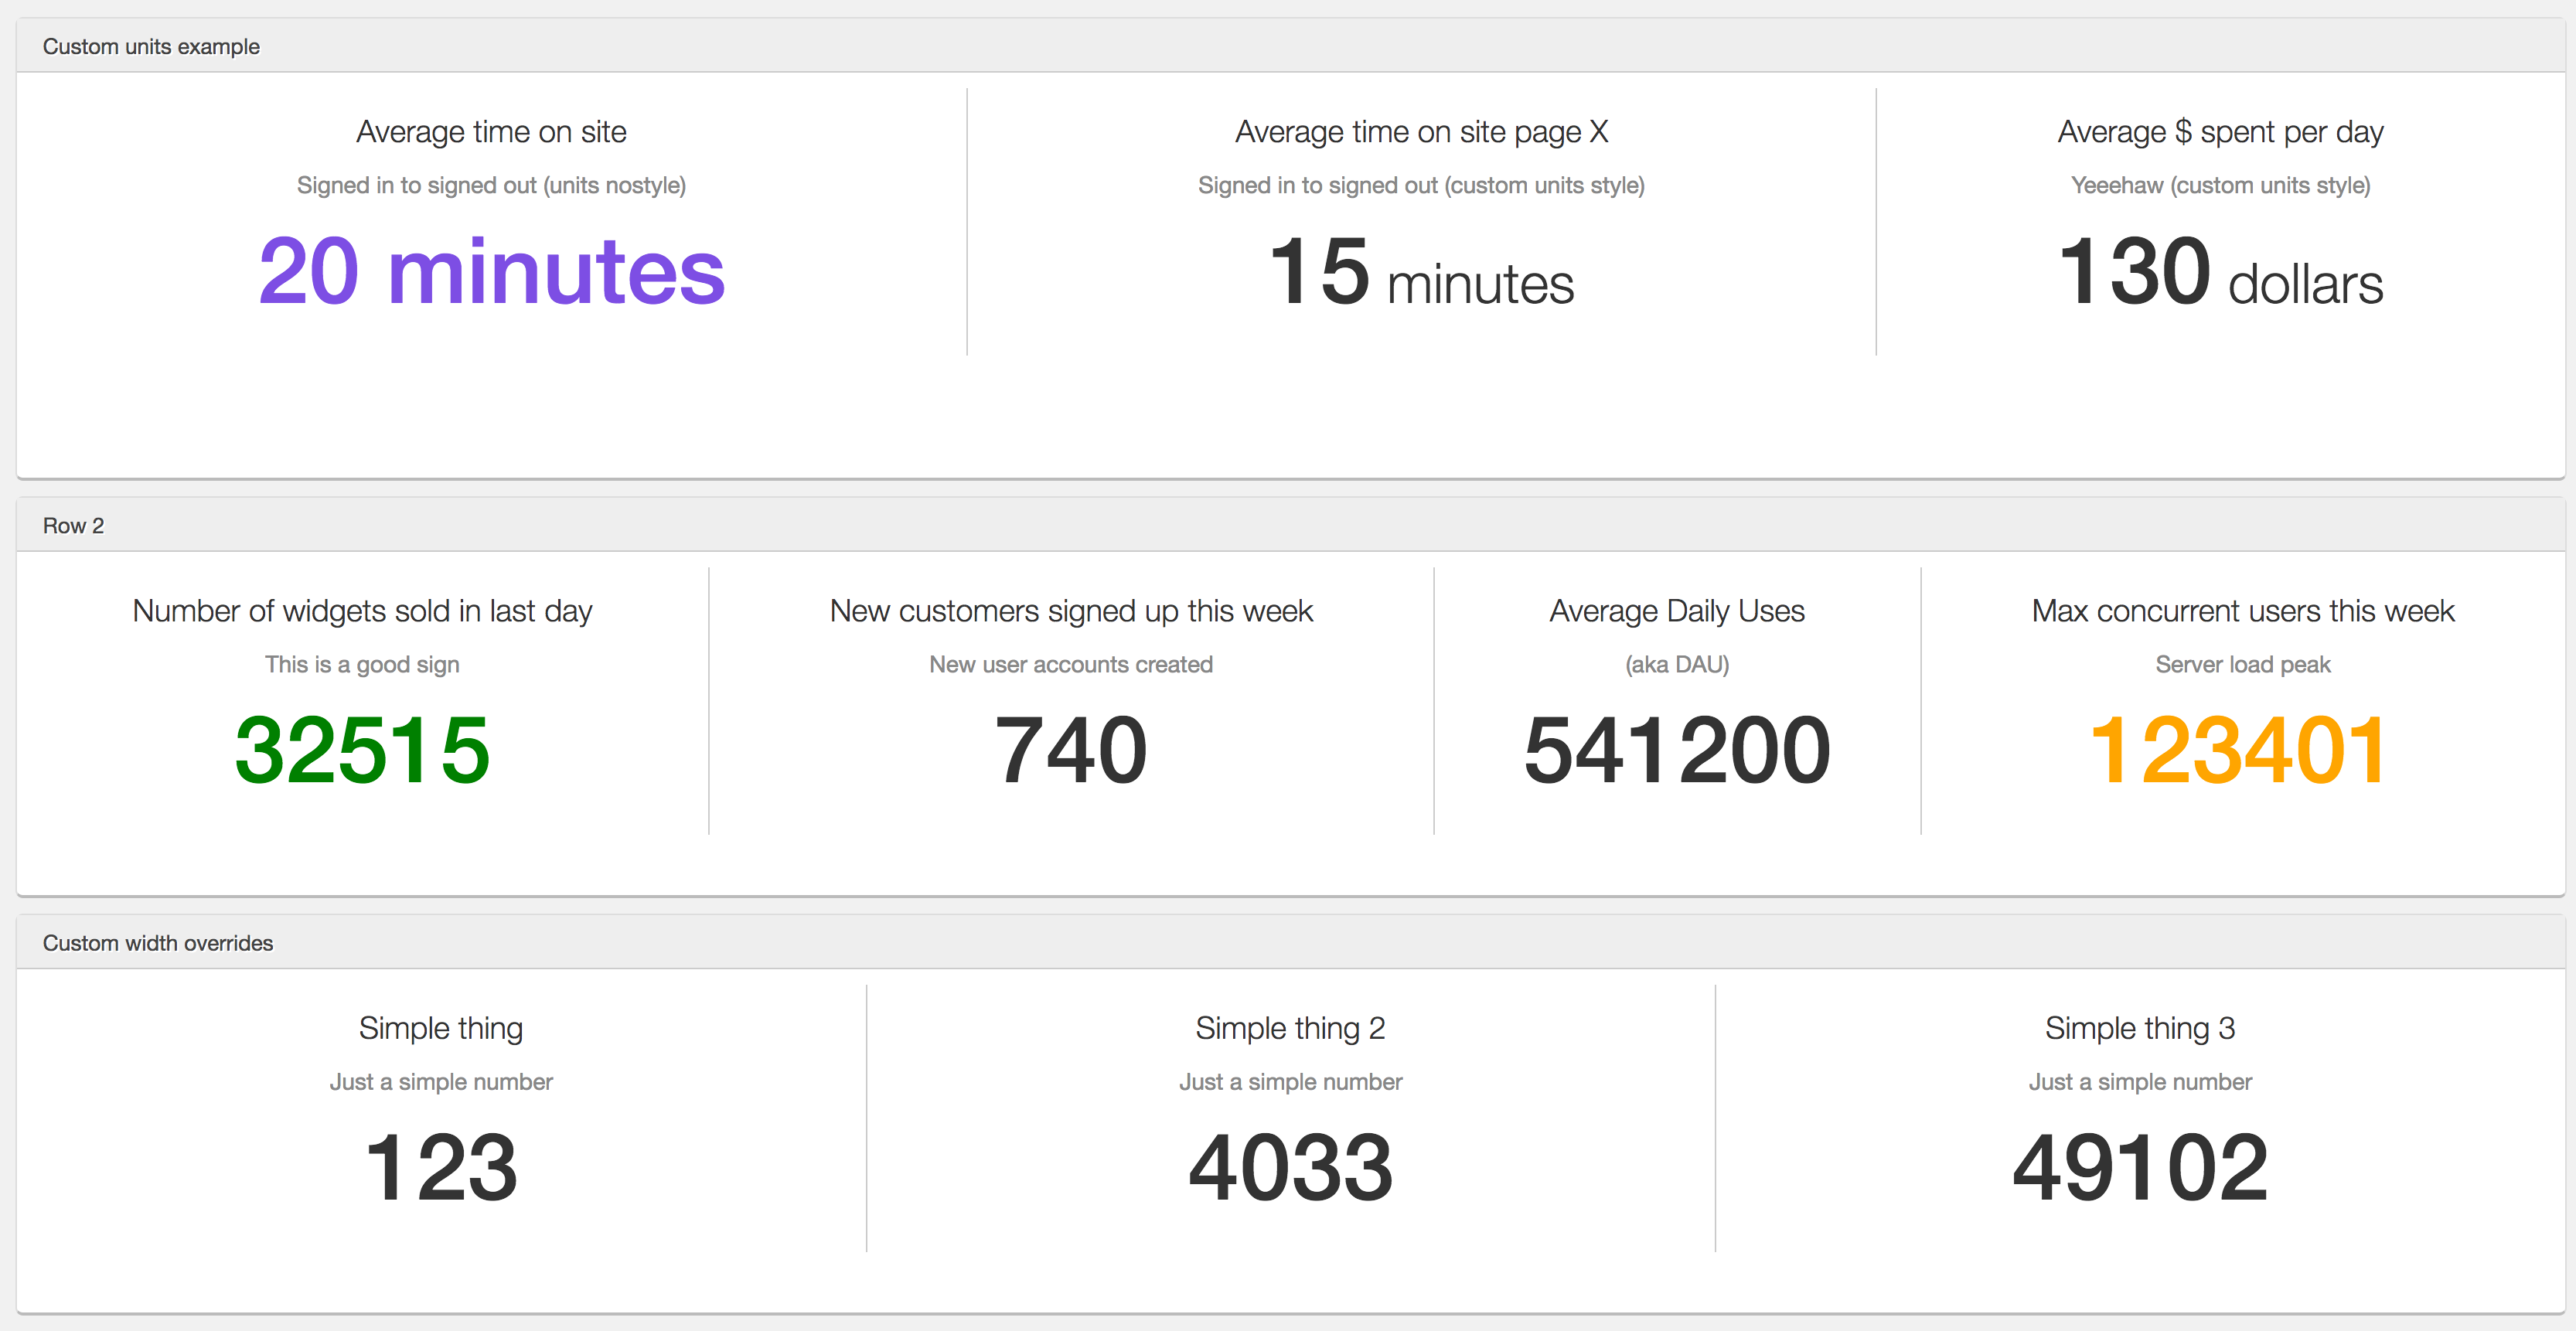 Custom units example
Average time on site
Signed in to signed out (units nostyle)
20 minutes
Average time on site page X
Signed in to signed out (custom units style)
15 minutes
Average $ spent per day
Yeeehaw (custom units style)
130 dollars
Row 2
Number of widgets sold in last day
This is a good sign
32515
New customers signed up this week
New user accounts created
740
Average Daily Uses
(aka DAU)
541200
Max concurrent users this week
Server load peak
123401
Custom width overrides
Simple thing
Just a simple number
123
Simple thing 2
Just a simple number
4033
Simple thing 3
Just a simple number
49102